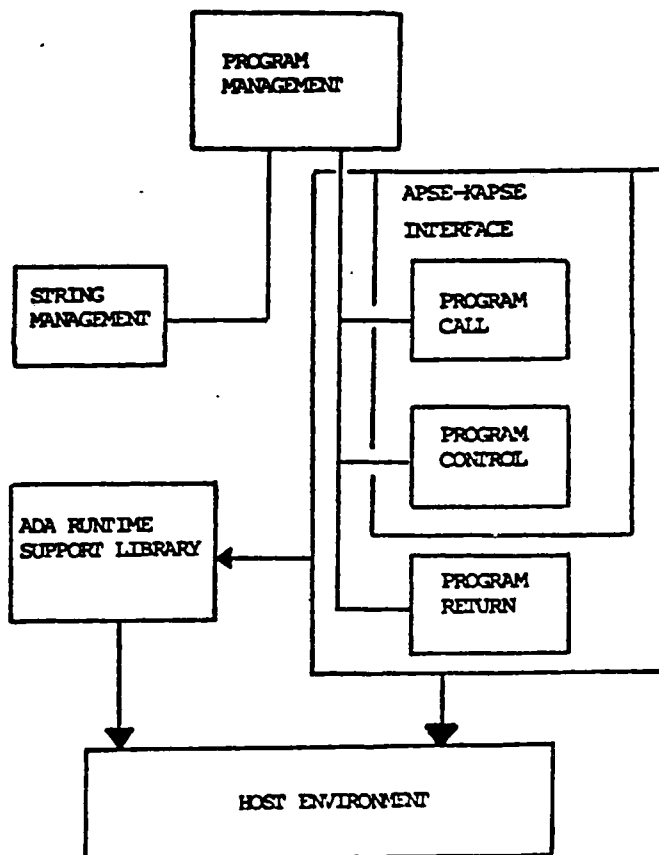 PROGRAM
MANAGEMENT
APSE-KAPSE
INTERFACE
STRING
MANAGEMENT
PROGRAM
CALL
PROGRAM
CONTROL
ADA RUNTIME
SUPPORT LIBRARY
PROGRAM
RETURN
HOST ENVIRONMENT